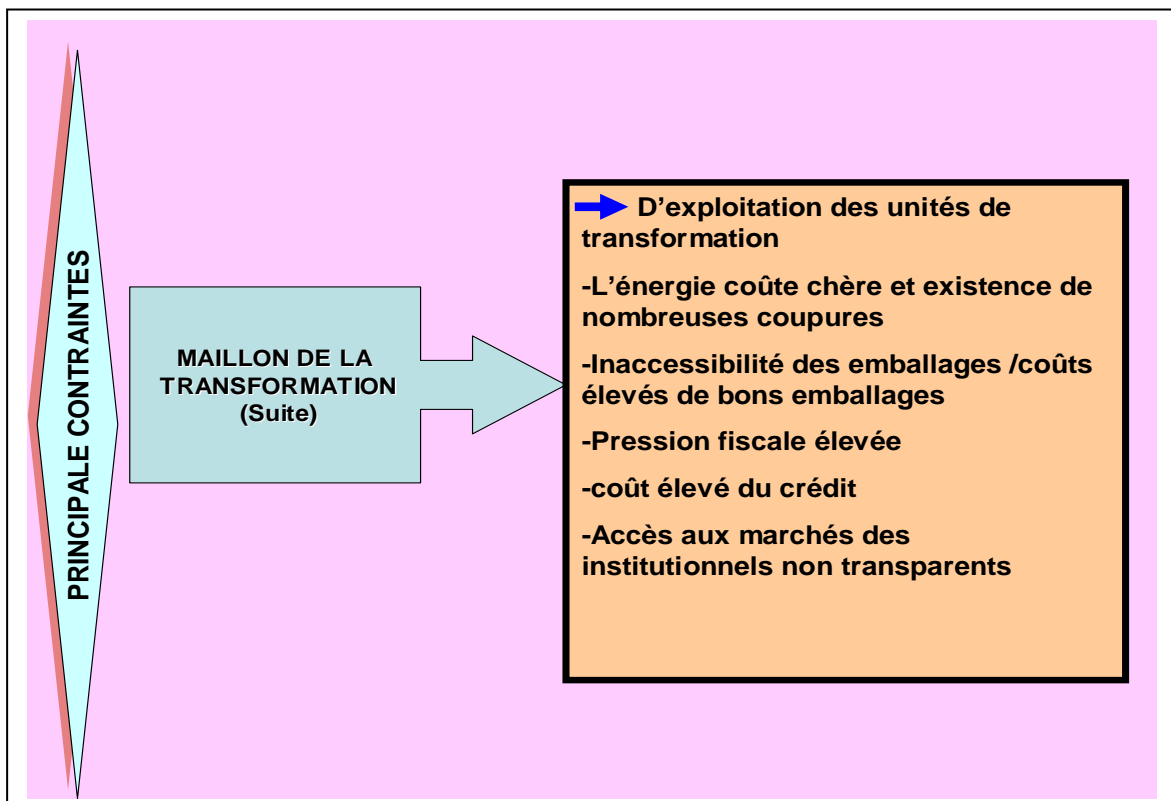 PRINCIPALE CONTRAINTES
MAILLON DE LA
TRANSFORMATION
(Suite)
D’exploitation des unités de
transformation
-L’énergie coûte chère et existence de
nombreuses coupures
-Inaccessibilité des emballages /coûts
élevés de bons emballages
-Pression fiscale élevée
-coût élevé du crédit
-Accès aux marchés des
institutionnels non transparents